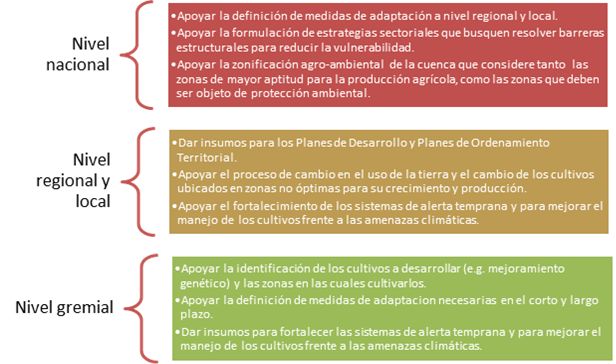 Nivel
nacional
•Apoyar la definición de medidas de adaptación a nivel regional y local.
•Apoyar la formulación de estrategias sectoriales que busquen resolver barreras
estructurales para reducir la vulnerabilidad.
•Apoyar la zonificación agro-ambiental de la cuenca que considere tanto las
zonas de mayor aptitud para la producción agrícola, como las zonas que deben
ser objeto de protección ambiental.
Nivel
regional y
local
•Dar insumos para los Planes de Desarrollo y Planes de Ordenamiento
Territorial.
•Apoyar el proceso de cambio en el uso de la tierra y el cambio de los cultivos
ubicados en zonas no óptimas para su crecimiento y producción.
•Apoyar el fortalecimiento de los sistemas de alerta temprana y para mejorar el
manejo de los cultivos frente a las amenazas climáticas.
Nivel gremial
•Apoyar la identificación de los cultivos a desarrollar (e.g. mejoramiento
genético) y las zonas en las cuales cultivarlos.
•Apoyar la definición de medidas de adaptacion necesarias en el corto y largo
plazo.
•Dar insumos para fortalecer las sistemas de alerta temprana y para mejorar el
manejo de los cultivos frente a las amenazas climáticas.